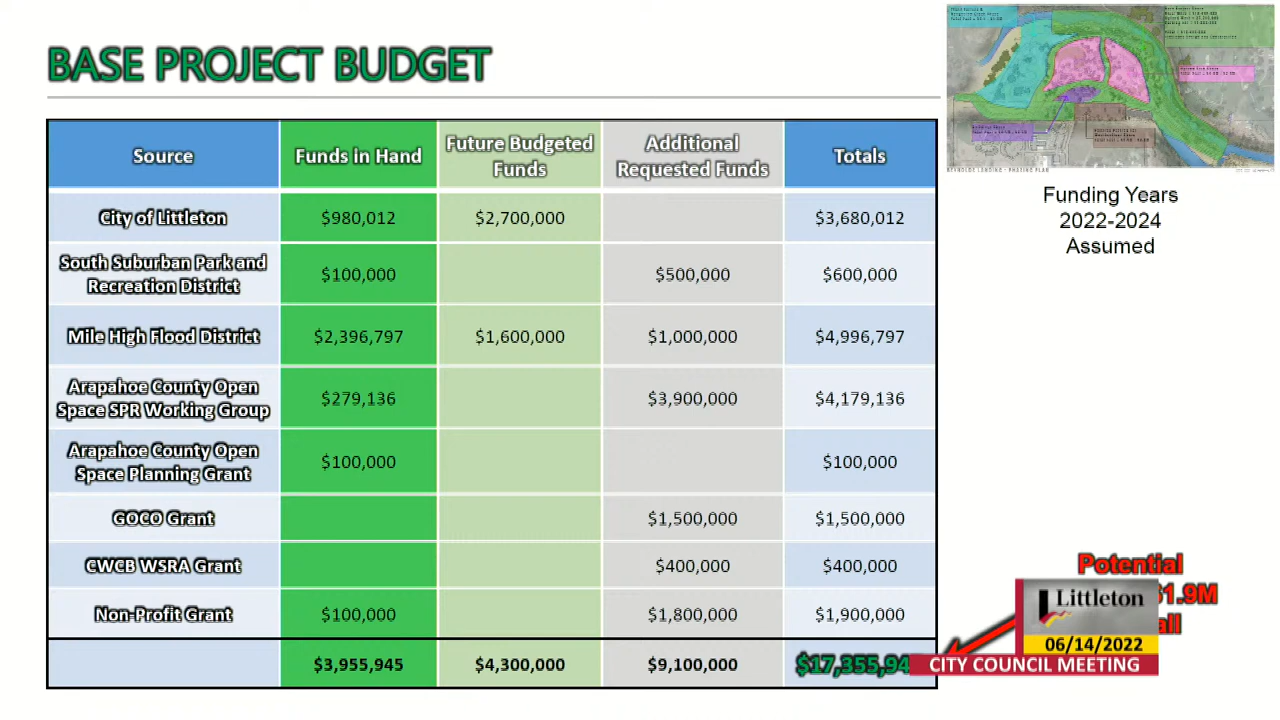 BASE PROJECT BUDGET
Source
Funds in Hand
Future Budgeted
Funds
Additional
Requested Funds
Totals
City of Littleton
$980,012
$2,700,000
$3,680,012
South Suburban Park and
Recreation District
$100,000
$500,000
$600,000
Mile High Flood District
$2,396,797
$1,600,000
$1,000,000
$4,996,797
Arapahoe County Open
Space SPR Working Group
$279,136
$3,900,000
$4,179,136
Arapahoe County Open
Space Planning Grant
$100,000
$100,000
GOCO Grant
$1,500,000
$1,500,000
CWCB WSRA Grant
$400,000
$400,000
Non-Profit Grant
$100,000
$1,800,000
$1,900,000
$3,955,945
$4,300,000
$9,100,000
REYNOLDS LANDING - PHASING PLAN
Funding Years
2022-2024
Assumed
Potential
Littleton
06/14/2022
CITY COUNCIL MEETING